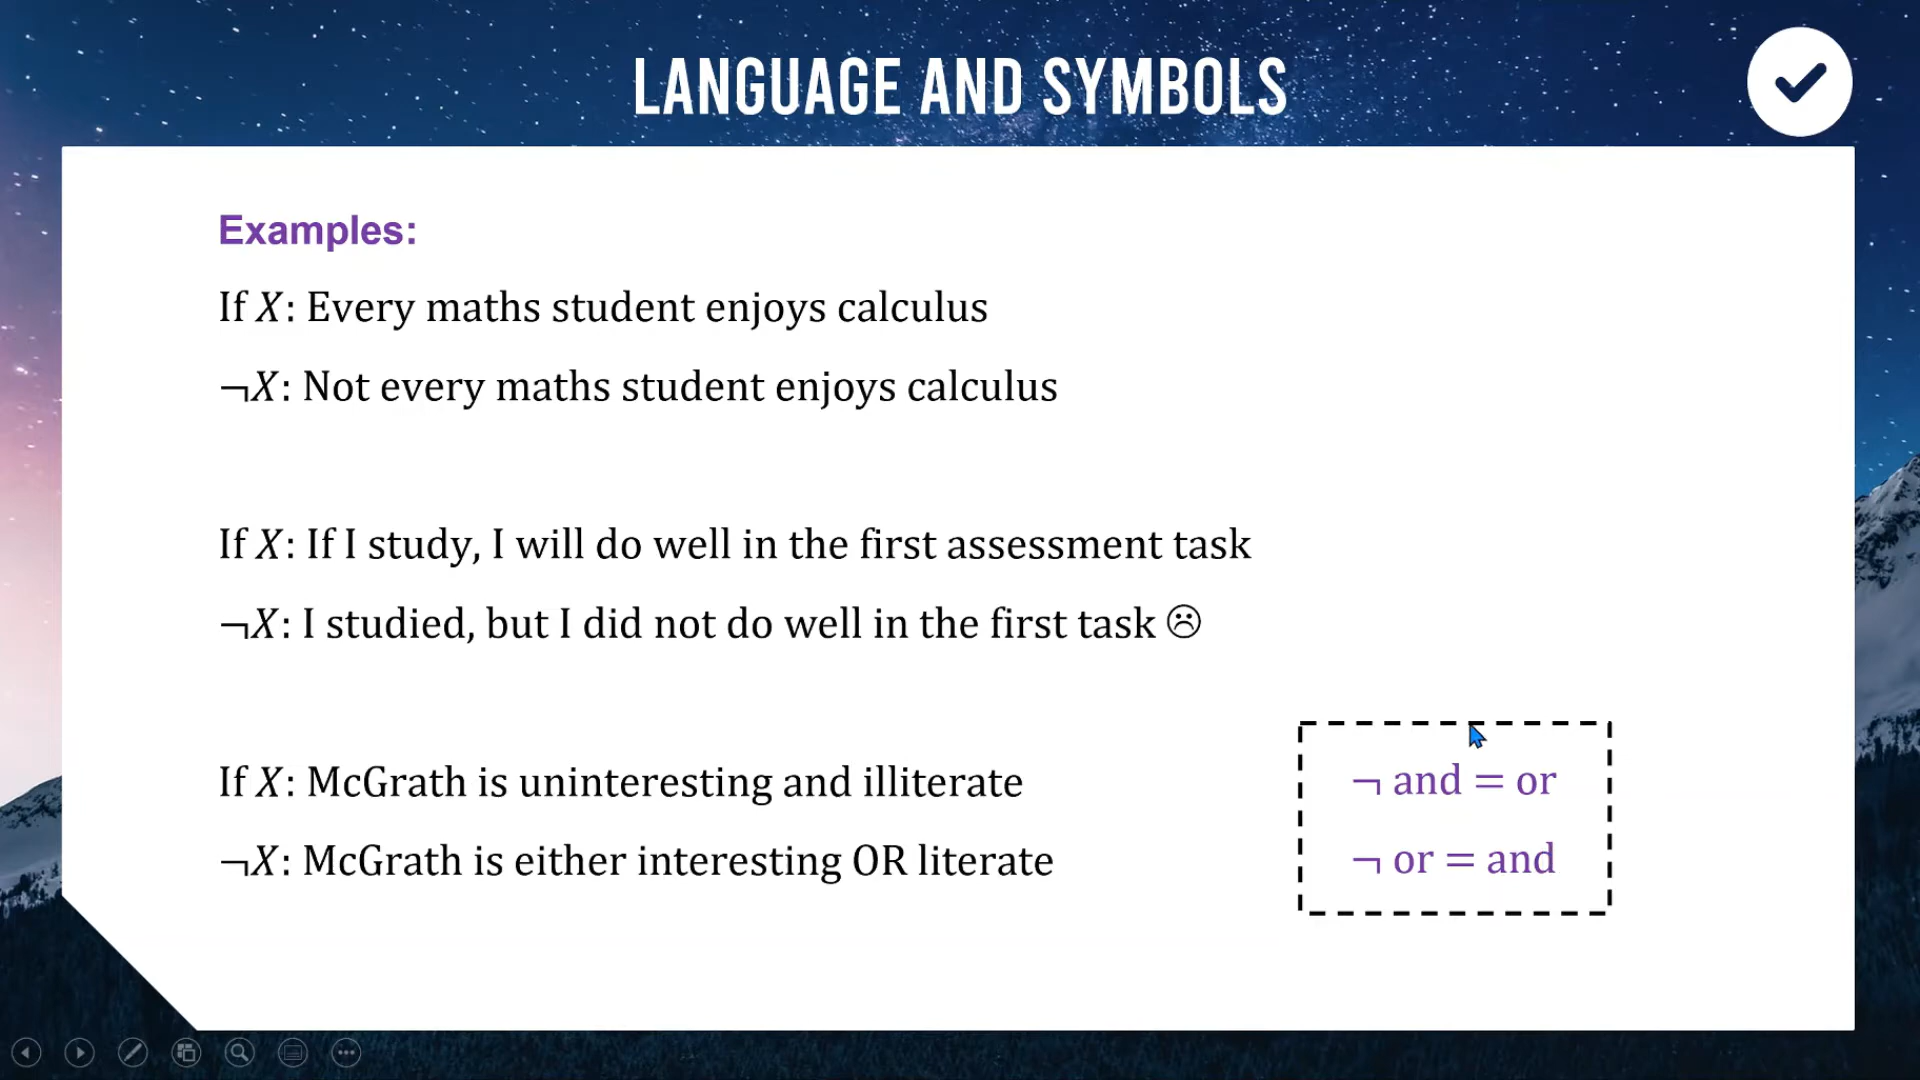 LANGUAGE AND SYMBOLS
Examples:
If X: Every maths student enjoys calculus
¬X: Not every maths student enjoys calculus
If X: If I study, I will do well in the first assessment task
¬X: I studied, but I did not do well in the first task ☹
If X: McGrath is uninteresting and illiterate
¬X: McGrath is either interesting OR literate
¬ and = or
¬ or = and